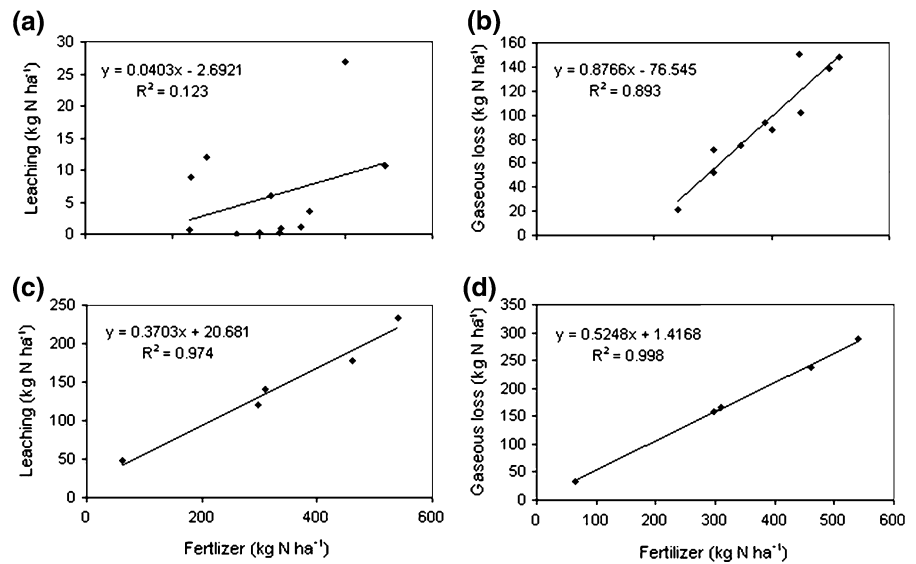 (a)
30
25
20
15
10
5
0
Leaching (kg N ha⁻¹)
y = 0.0403x - 2.6921
R² = 0.123
(b)
160
140
120
100
80
60
40
20
0
Gaseous loss (kg N ha⁻¹)
y = 0.8766x - 76.545
R² = 0.893
(c)
250
200
150
100
50
0
Leaching (kg N ha⁻¹)
y = 0.3703x + 20.681
R² = 0.974
0 200 400 600
Fertlizer (kg N ha⁻¹)
(d)
350
300
250
200
150
100
50
0
Gaseous loss (kg N ha⁻¹)
y = 0.5248x + 1.4168
R² = 0.998
0 100 200 300 400 500 600
Fertilizer (kg N ha⁻¹)